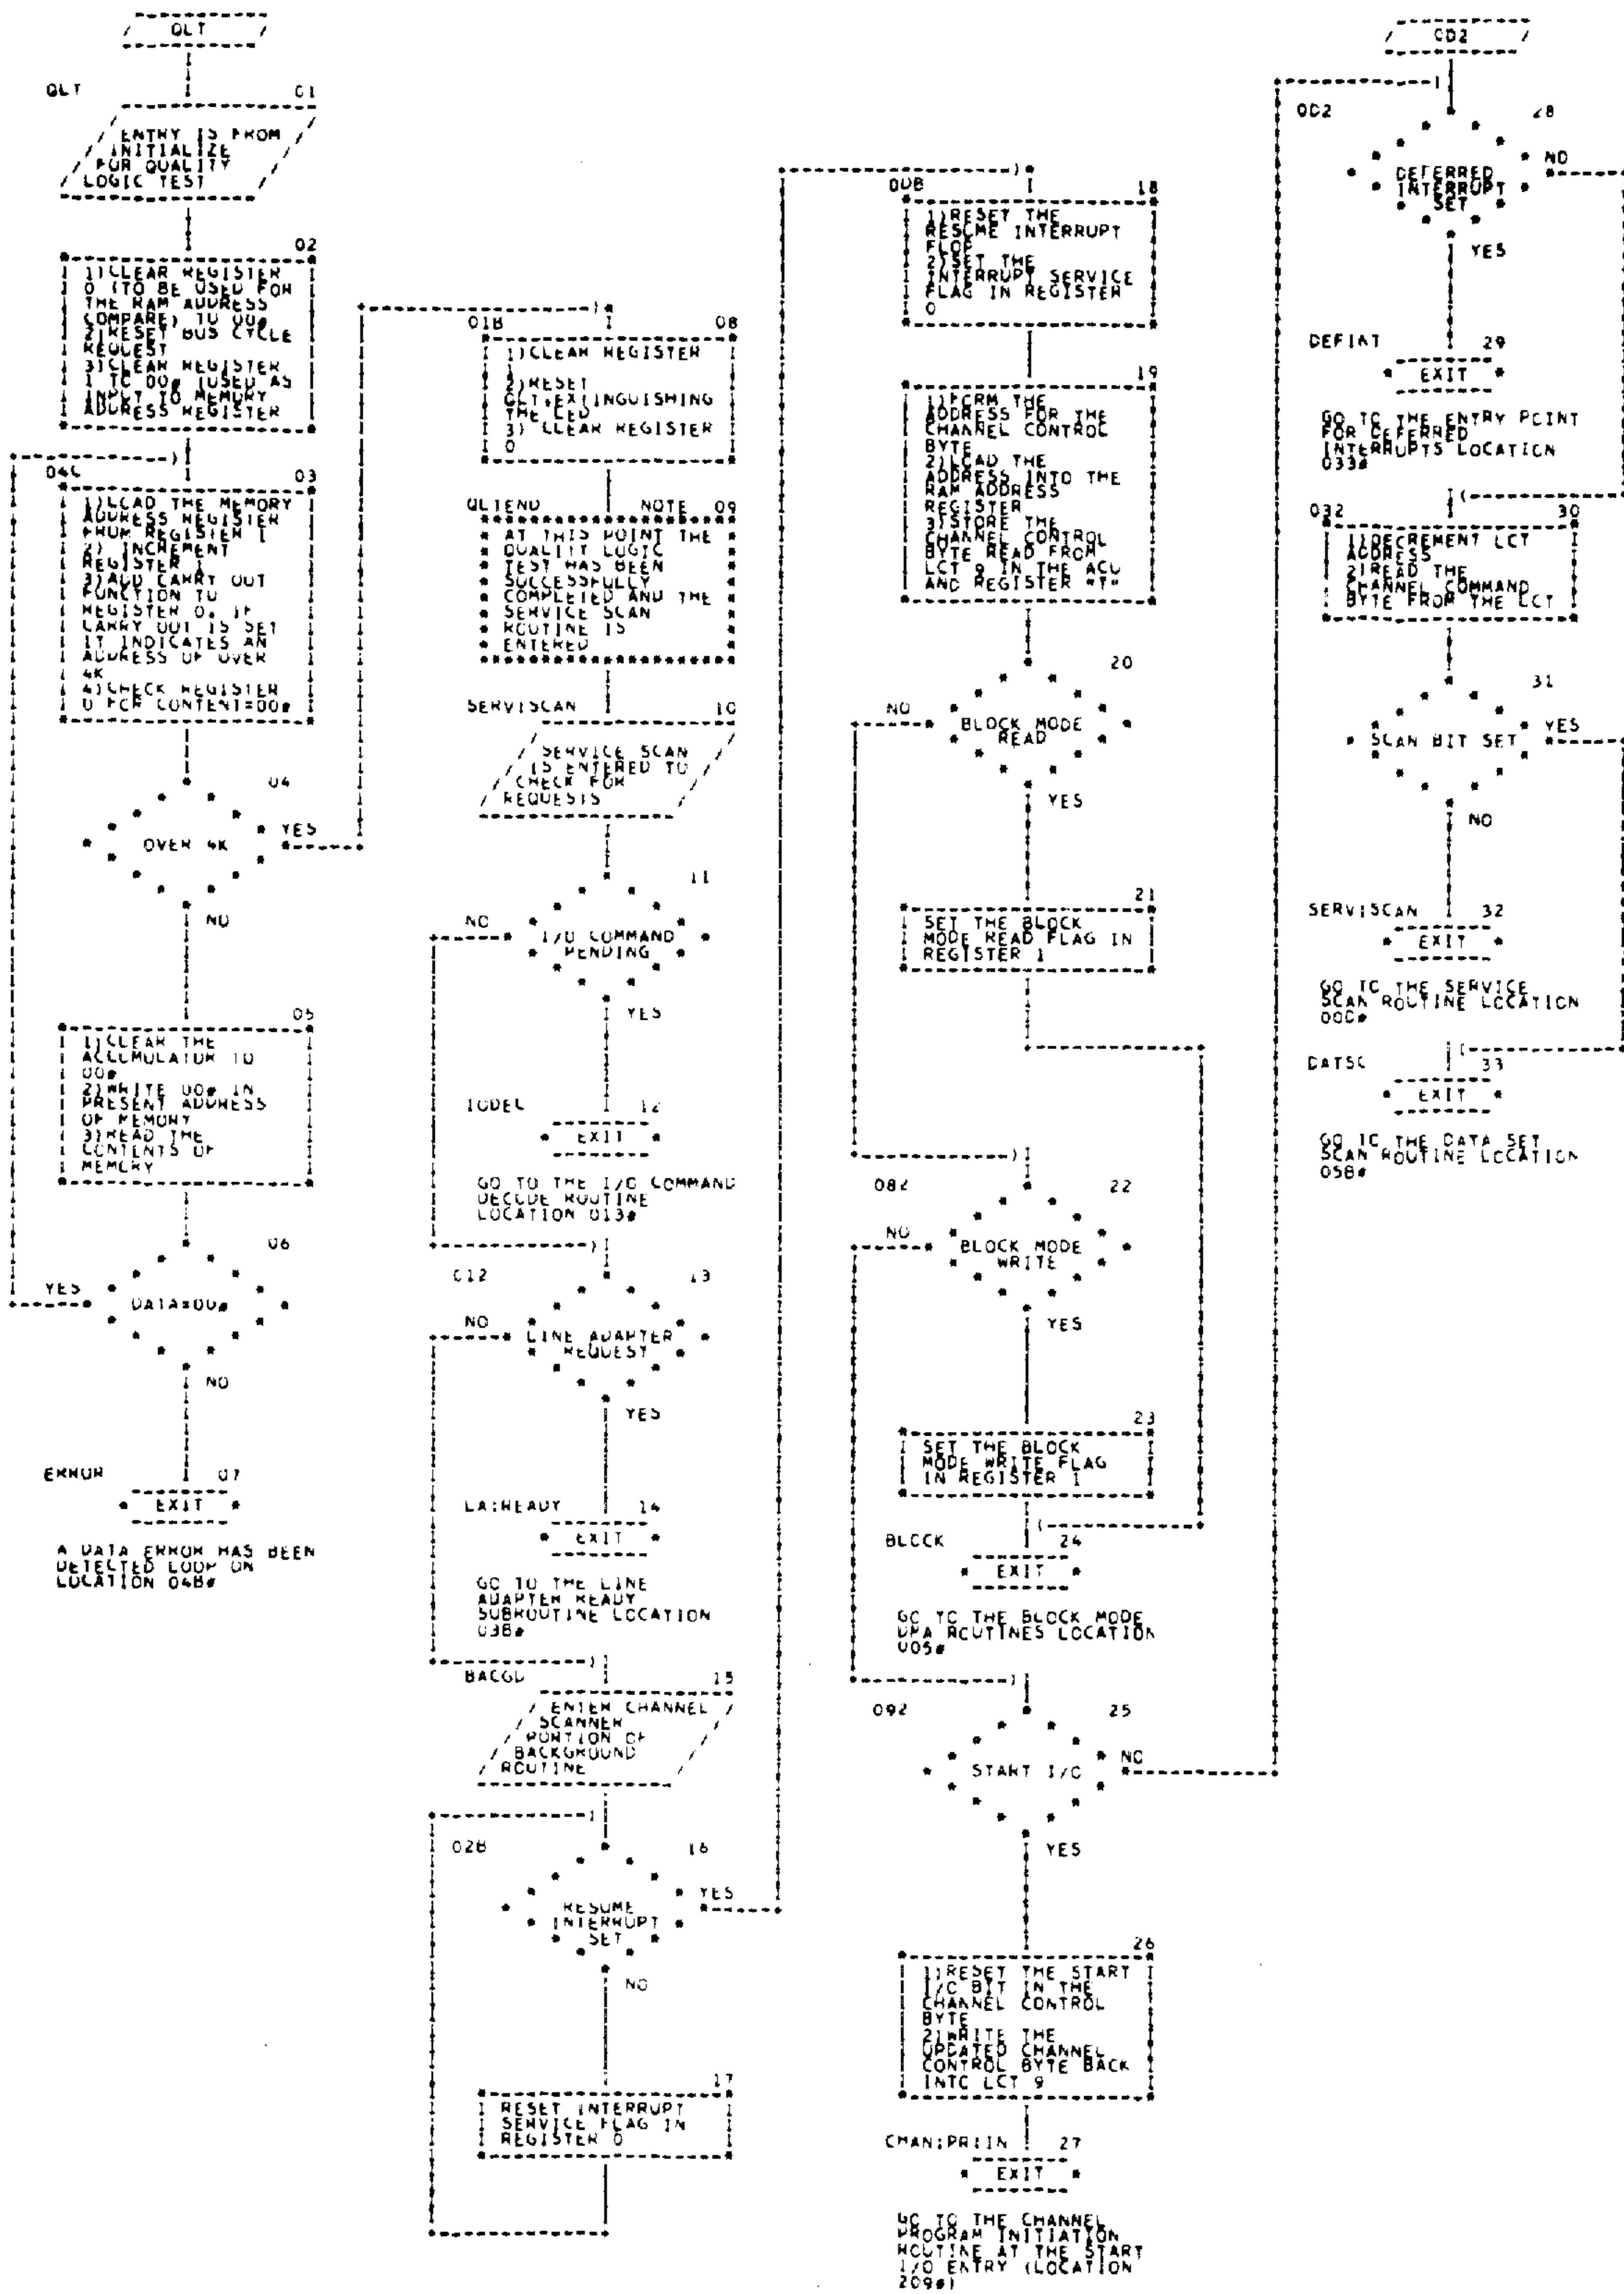 QLT
QLT 01
ENTRY IS FROM
INITIALIZE
FOR QUALITY
LOGIC TEST
02
1)CLEAR REGISTER
0 (TO BE USED FOR
THE RAM ADDRESS
COMPARE) TO 00#
2)RESET BUS CYCLE
REQUEST
3)CLEAR REGISTER
1 TO 00# (USED AS
INPUT TO MEMORY
ADDRESS REGISTER
04C 03
1)LOAD THE MEMORY
ADDRESS REGISTER
FROM REGISTER 1
2) INCREMENT
REGISTER 1
3)ADD CARRY OUT
FUNCTION TO
REGISTER 0. IF
CARRY OUT IS SET
IT INDICATES AN
ADDRESS OF OVER
4K
4)CHECK REGISTER
0 FOR CONTENT=00#
04
OVER 4K
YES
NO
05
1)CLEAR THE
ACCUMULATOR TO
00#
2)WRITE 00# IN
PRESENT ADDRESS
OF MEMORY
3)READ THE
CONTENTS OF
MEMORY
06
YES
DATA=00#
NO
ERROR 07
EXIT
A DATA ERROR HAS BEEN
DETECTED LOOP ON
LOCATION 04B#
01B 08
1)CLEAR REGISTER
1
2)RESET
QLT,EXTINGUISHING
THE LED
3) CLEAR REGISTER
0
QLTEND NOTE 09
AT THIS POINT THE
QUALITY LOGIC
TEST HAS BEEN
SUCCESSFULLY
COMPLETED AND THE
SERVICE SCAN
ROUTINE IS
ENTERED
SERVISCAN 10
SERVICE SCAN
IS ENTERED TO
CHECK FOR
REQUESTS
11
NO
I/O COMMAND
PENDING
YES
IODEC 12
EXIT
GO TO THE I/O COMMAND
DECODE ROUTINE
LOCATION 013#
012 13
NO
LINE ADAPTER
REQUEST
YES
LAIREADY 14
EXIT
GO TO THE LINE
ADAPTER READY
SUBROUTINE LOCATION
03B#
BACGD 15
ENTER CHANNEL
SCANNER
PORTION OF
BACKGROUND
ROUTINE
02B 16
RESUME
INTERRUPT
SET
YES
NO
17
RESET INTERRUPT
SERVICE FLAG IN
REGISTER 0
00B 18
1)RESET THE
RESUME INTERRUPT
FLOP
2)SET THE
INTERRUPT SERVICE
FLAG IN REGISTER
0
19
1)FORM THE
ADDRESS FOR THE
CHANNEL CONTROL
BYTE
2)LOAD THE
ADDRESS INTO THE
RAM ADDRESS
REGISTER
3)STORE THE
CHANNEL CONTROL
BYTE READ FROM
LCT 9 IN THE ACU
AND REGISTER "T"
20
NO
BLOCK MODE
READ
YES
21
SET THE BLOCK
MODE READ FLAG IN
REGISTER 1
082 22
NO
BLOCK MODE
WRITE
YES
23
SET THE BLOCK
MODE WRITE FLAG
IN REGISTER 1
BLOCK 24
EXIT
GO TO THE BLOCK MODE
DMA ROUTINES LOCATION
005#
092 25
START I/O
NO
YES
26
1)RESET THE START
I/O BIT IN THE
CHANNEL CONTROL
BYTE
2)WRITE THE
UPDATED CHANNEL
CONTROL BYTE BACK
INTO LCT 9
27
EXIT
GO TO THE CHANNEL
PROGRAM INITIATION
ROUTINE AT THE START
I/O ENTRY (LOCATION
209#)
0D2
0D2 28
DEFERRED
INTERRUPT
SET
NO
YES
DEFINT 29
EXIT
GO TO THE ENTRY POINT
FOR DEFERRED
INTERRUPTS LOCATION
033#
032 30
1)DECREMENT LCT
ADDRESS
2)READ THE
CHANNEL COMMAND
BYTE FROM THE LCT
31
SCAN BIT SET
YES
NO
SERVISCAN 32
EXIT
GO TO THE SERVICE
SCAN ROUTINE LOCATION
00C#
DATSC 33
EXIT
GO TO THE DATA SET
SCAN ROUTINE LOCATION
05B#